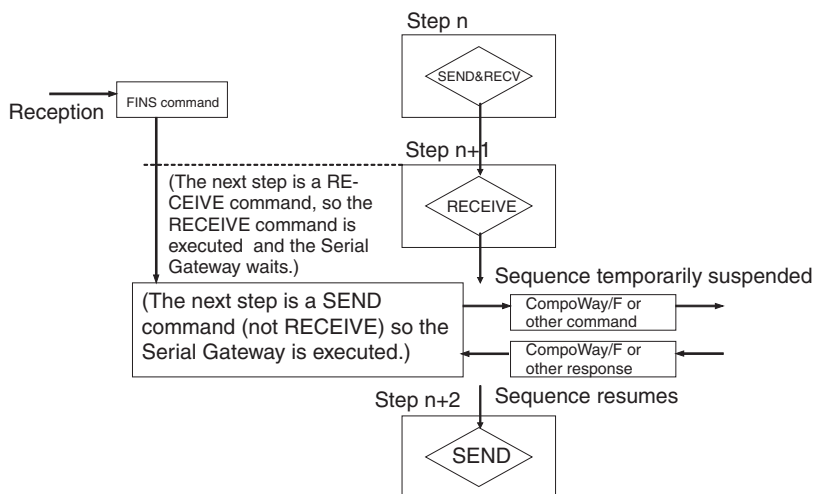 Step n
SEND&RECV
Reception
FINS command
Step n+1
(The next step is a RE-
CEIVE command, so the
RECEIVE command is
executed and the Serial
Gateway waits.)
RECEIVE
Sequence temporarily suspended
(The next step is a SEND
command (not RECEIVE) so the
Serial Gateway is executed.)
CompoWay/F or
other command
CompoWay/F or
other response
Step n+2
Sequence resumes
SEND